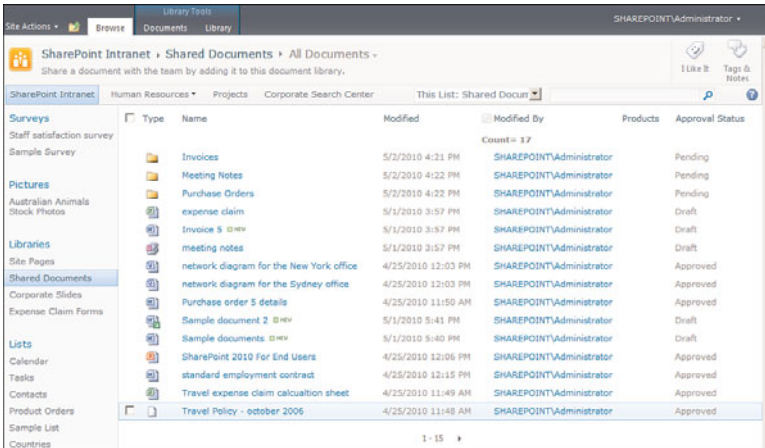 Library Tools
Site Actions Browse Documents Library SHAREPOINT\Administrator
SharePoint Intranet Shared Documents All Documents
Share a document with the team by adding it to this document library.
I Like It Tags & Notes
SharePoint Intranet Human Resources Projects Corporate Search Center This List: Shared Docum
Surveys
Staff satisfaction survey
Sample Survey
Pictures
Australian Animals
Stock Photos
Libraries
Site Pages
Shared Documents
Corporate Slides
Expense Claim Forms
Lists
Calendar
Tasks
Contacts
Product Orders
Sample List
Countries
Type Name Modified Modified By Products Approval Status
Count= 17
Invoices 5/2/2010 4:21 PM SHAREPOINT\Administrator Pending
Meeting Notes 5/2/2010 4:22 PM SHAREPOINT\Administrator Pending
Purchase Orders 5/2/2010 4:22 PM SHAREPOINT\Administrator Pending
expense claim 5/1/2010 3:57 PM SHAREPOINT\Administrator Draft
Invoice 5 NEW 5/1/2010 3:57 PM SHAREPOINT\Administrator Draft
meeting notes 5/1/2010 3:57 PM SHAREPOINT\Administrator Draft
network diagram for the New York office 4/25/2010 12:03 PM SHAREPOINT\Administrator Approved
network diagram for the Sydney office 4/25/2010 12:03 PM SHAREPOINT\Administrator Approved
Purchase order 5 details 4/25/2010 11:50 AM SHAREPOINT\Administrator Approved
Sample document 2 NEW 5/1/2010 5:41 PM SHAREPOINT\Administrator Draft
Sample documents NEW 5/1/2010 5:40 PM SHAREPOINT\Administrator Draft
SharePoint 2010 For End Users 4/25/2010 12:06 PM SHAREPOINT\Administrator Approved
standard employment contract 4/25/2010 12:15 PM SHAREPOINT\Administrator Approved
Travel expense claim calcualtion sheet 4/25/2010 11:49 AM SHAREPOINT\Administrator Approved
Travel Policy - october 2006 4/25/2010 11:48 AM SHAREPOINT\Administrator Approved
1 - 15